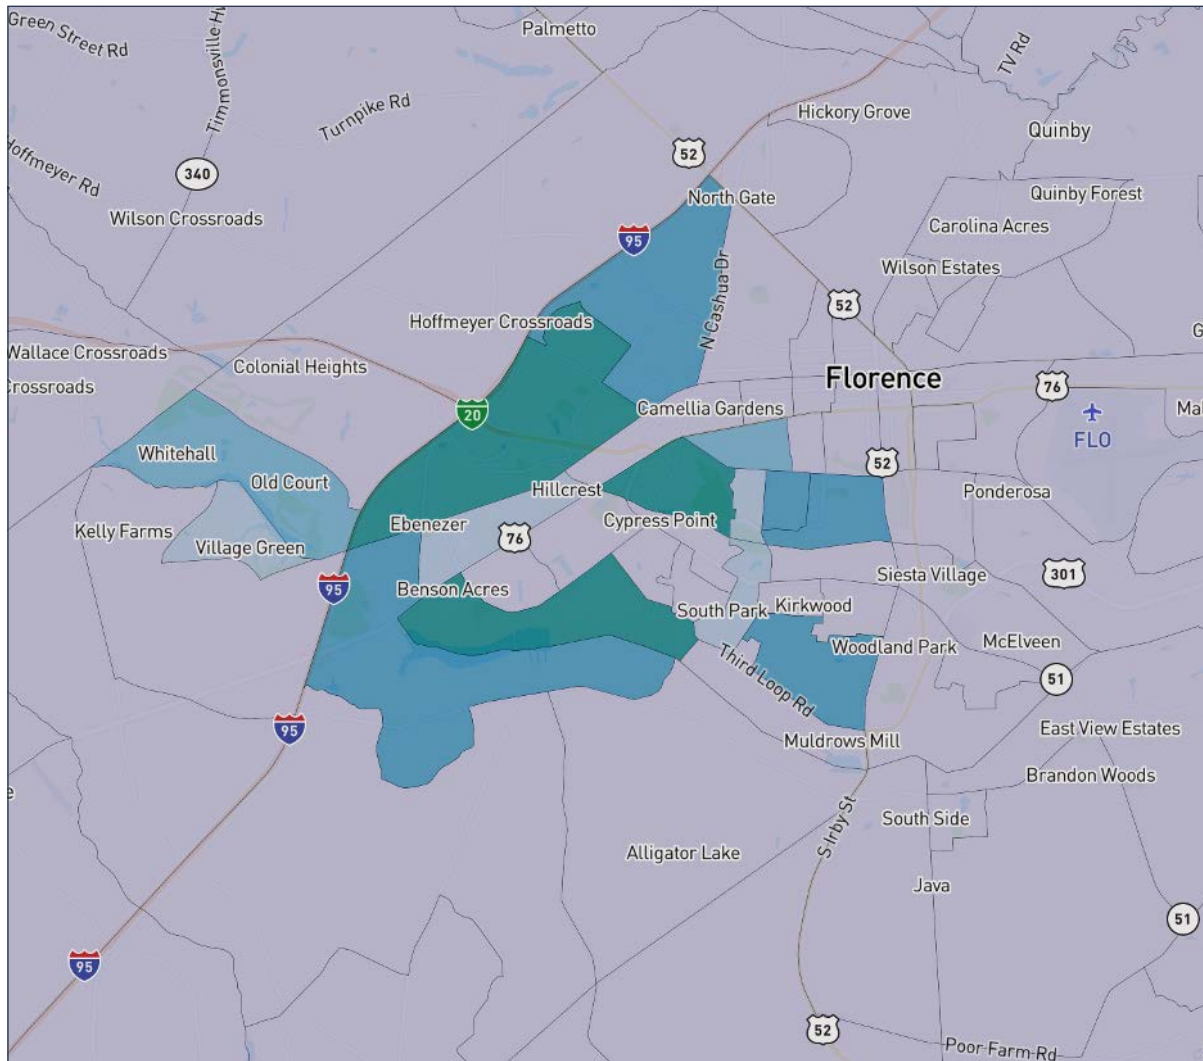 Green Street Rd
Timmonsville Hw
Palmetto
TV Rd
Turnpike Rd
Hickory Grove
Quinby
Hoffmeyer Rd
52
340
Wilson Crossroads
North Gate
Quinby Forest
Carolina Acres
95
N Cashua Dr
Wilson Estates
52
Hoffmeyer Crossroads
G
Wallace Crossroads
Colonial Heights
Florence
76
Crossroads
20
Camellia Gardens
Mal
FLO
Whitehall
52
Old Court
Hillcrest
Ponderosa
Kelly Farms
Ebenezer
Cypress Point
76
Village Green
95
Benson Acres
Siesta Village
301
South Park
Kirkwood
Woodland Park
McElveen
Third Loop Rd
51
95
Muldrows Mill
East View Estates
Brandon Woods
e
South Side
S Irby St
Alligator Lake
Java
51
95
52
Poor Farm Rd